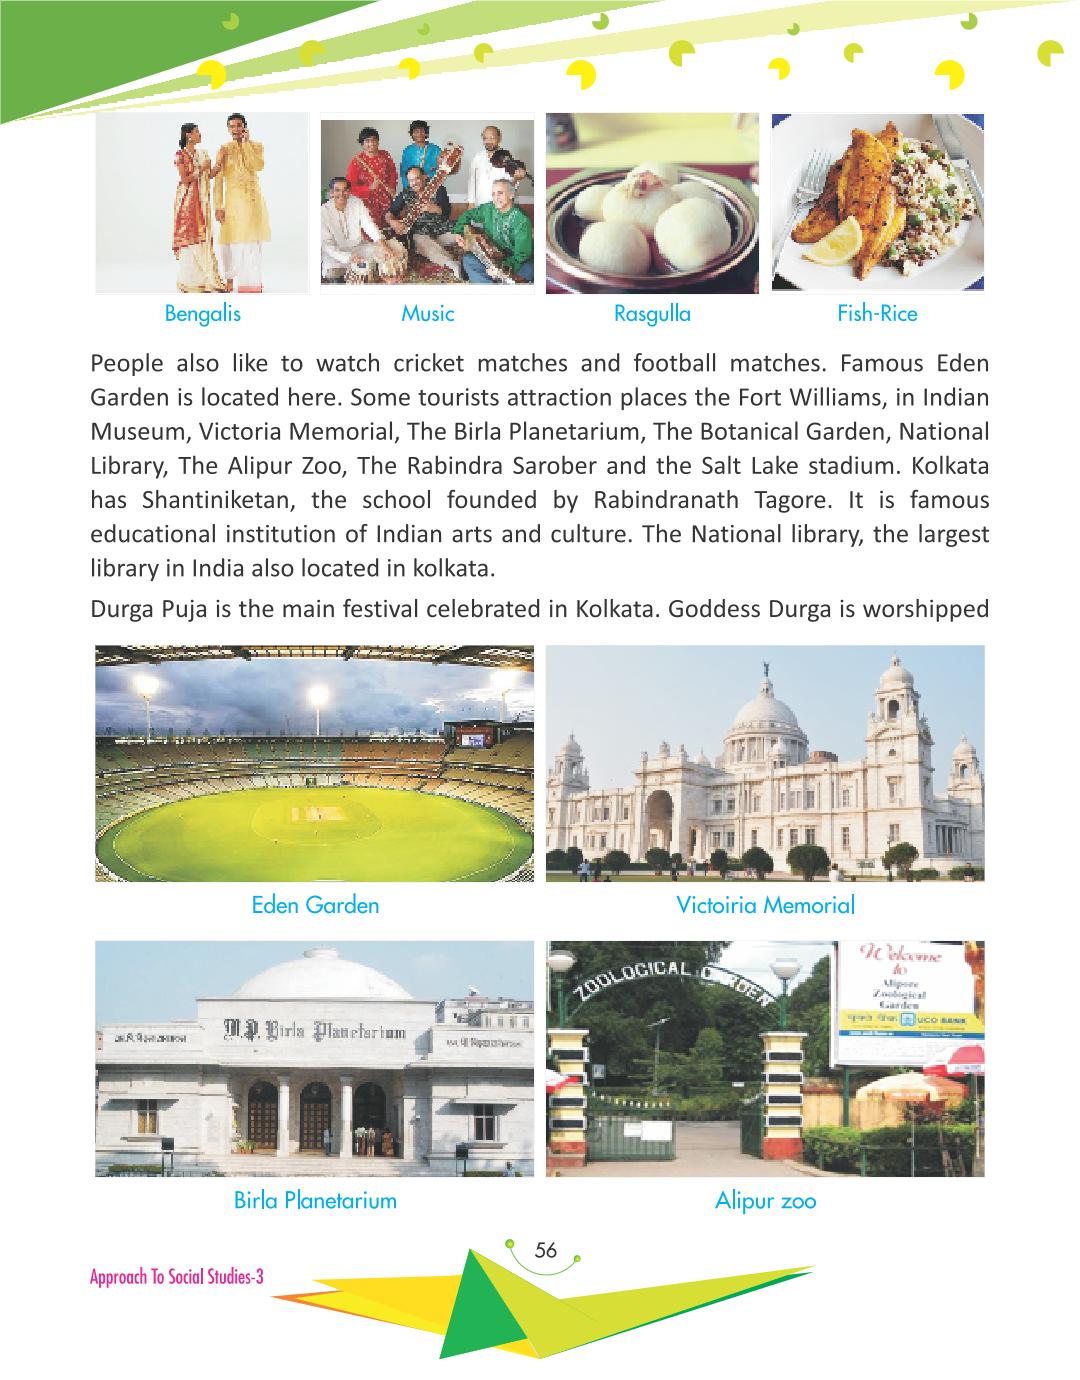 Bengalis
Music
Rasgulla
Fish-Rice
People also like to watch cricket matches and football matches. Famous Eden
Garden is located here. Some tourists attraction places the Fort Williams, in Indian
Museum, Victoria Memorial, The Birla Planetarium, The Botanical Garden, National
Library, The Alipur Zoo, The Rabindra Sarober and the Salt Lake stadium. Kolkata
has Shantiniketan, the school founded by Rabindranath Tagore. It is famous
educational institution of Indian arts and culture. The National library, the largest
library in India also located in kolkata.
Durga Puja is the main festival celebrated in Kolkata. Goddess Durga is worshipped
Eden Garden
Victoiria Memorial
M.P. Birla Planetarium
ZOOLOGICAL GARDEN
Welcome
to
Alipore
Zoological
Garden
UCO BANK
Birla Planetarium
Alipur zoo
56
Approach To Social Studies-3